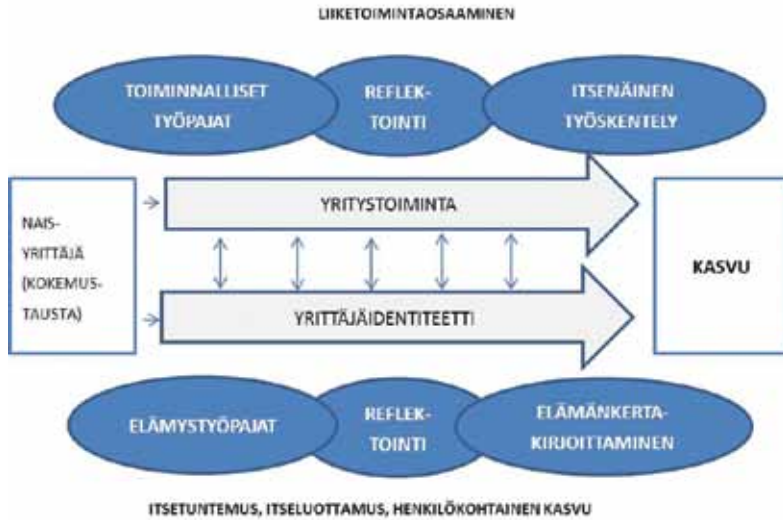 LIIKETOIMINTAOSAAMINEN
TOIMINNALLISET
TYÖPAJAT
REFLEK-
TOINTI
ITSENÄINEN
TYÖSKENTELY
NAIS-
YRITTÄJÄ
(KOKEMUS-
TAUSTA)
YRITYSTOIMINTA
YRITTÄJÄIDENTITEETTI
KASVU
ELÄMYSTYÖPAJAT
REFLEK-
TOINTI
ELÄMÄNKERTA-
KIRJOITTAMINEN
ITSETUNTEMUS, ITSELUOTTAMUS, HENKILÖKOHTAINEN KASVU